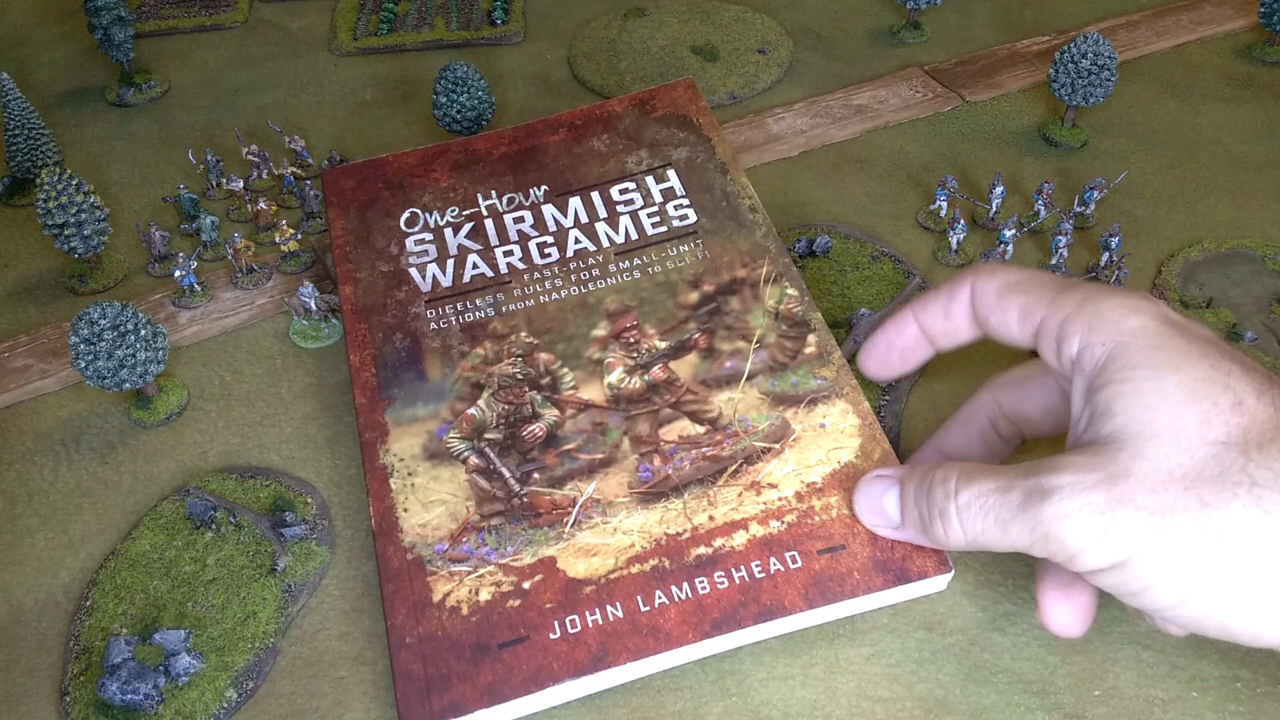 One-Hour
SKIRMISH
WARGAMES
FAST-PLAY
DICELESS RULES FOR SMALL-UNIT
ACTIONS FROM NAPOLEONICS TO SCI-FI
JOHN LAMBSHEAD